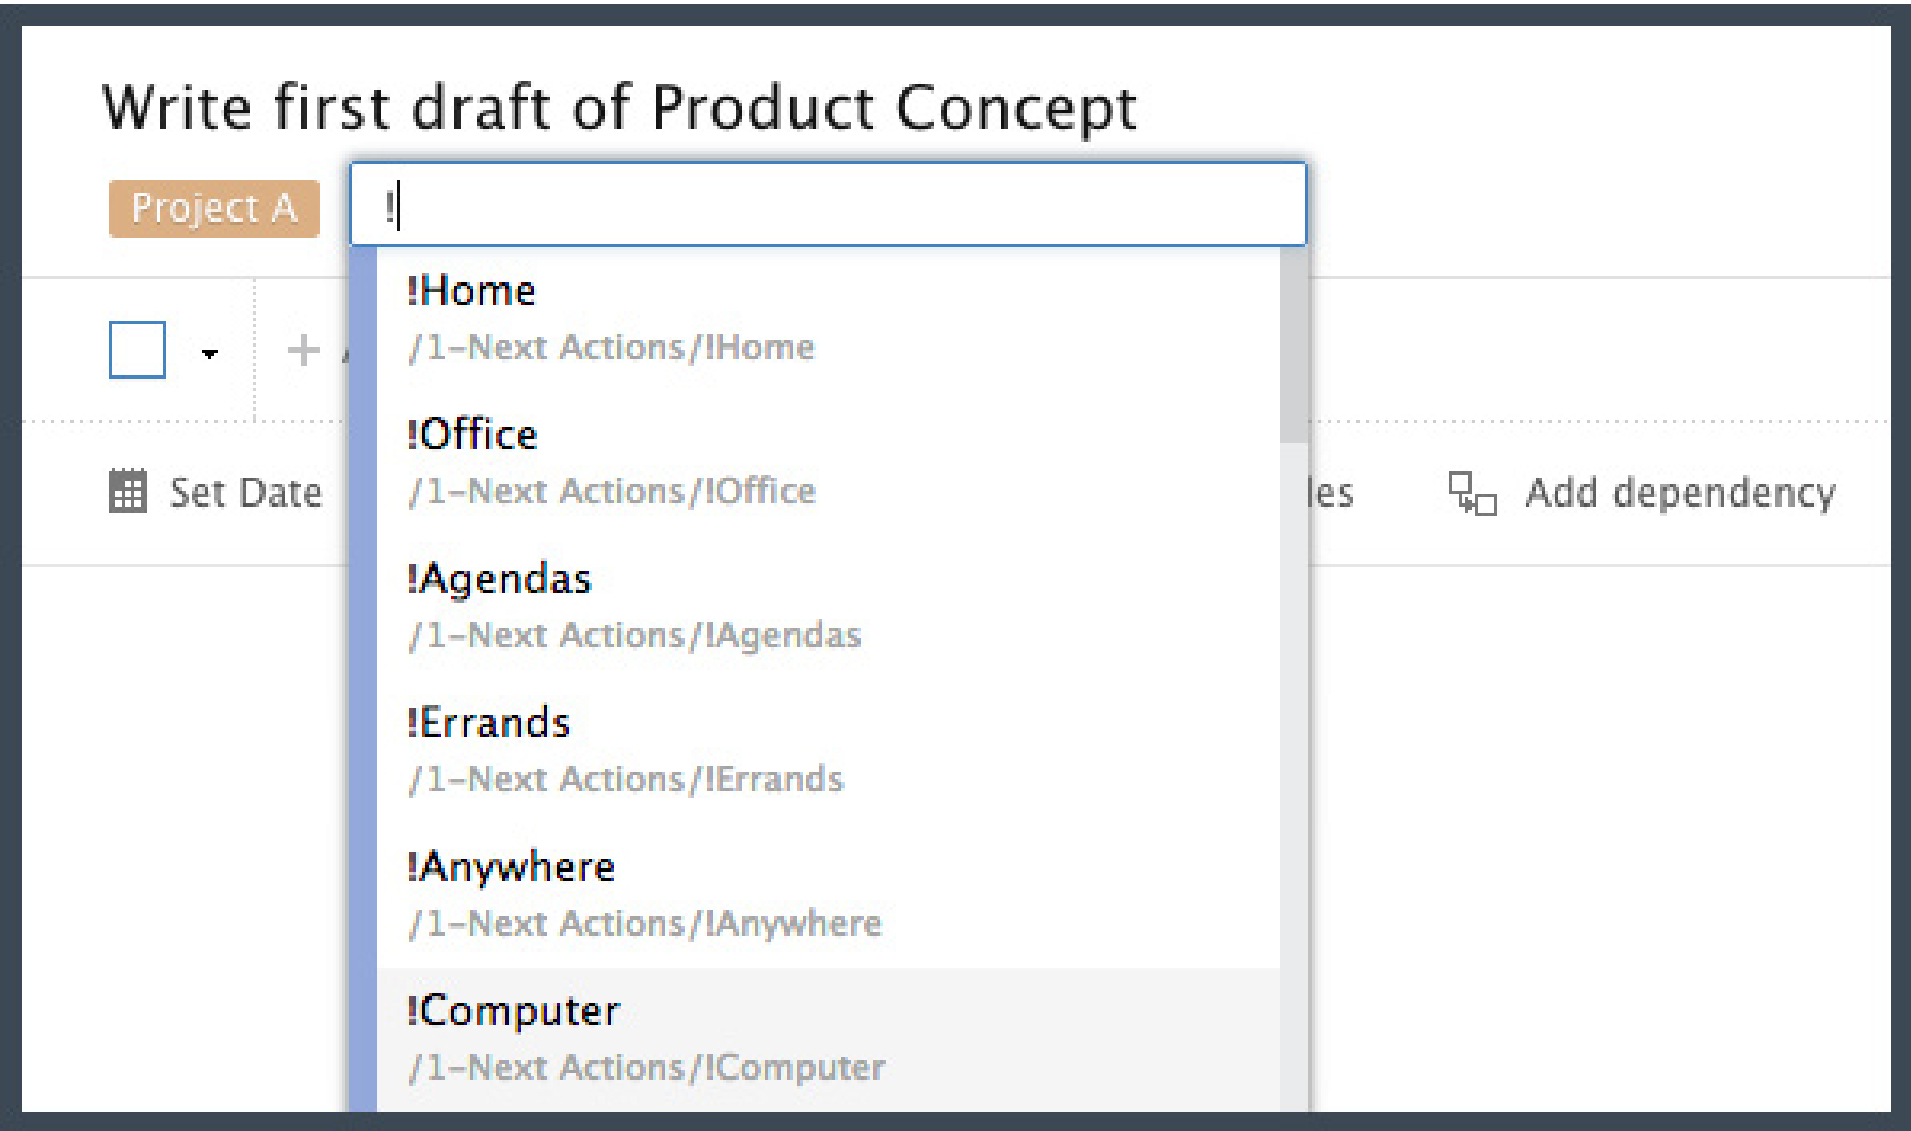 Write first draft of Product Concept
Project A
!
!Home
/1-Next Actions/!Home
!Office
/1-Next Actions/!Office
!Agendas
/1-Next Actions/!Agendas
!Errands
/1-Next Actions/!Errands
!Anywhere
/1-Next Actions/!Anywhere
!Computer
/1-Next Actions/!Computer
Set Date
Add dependency